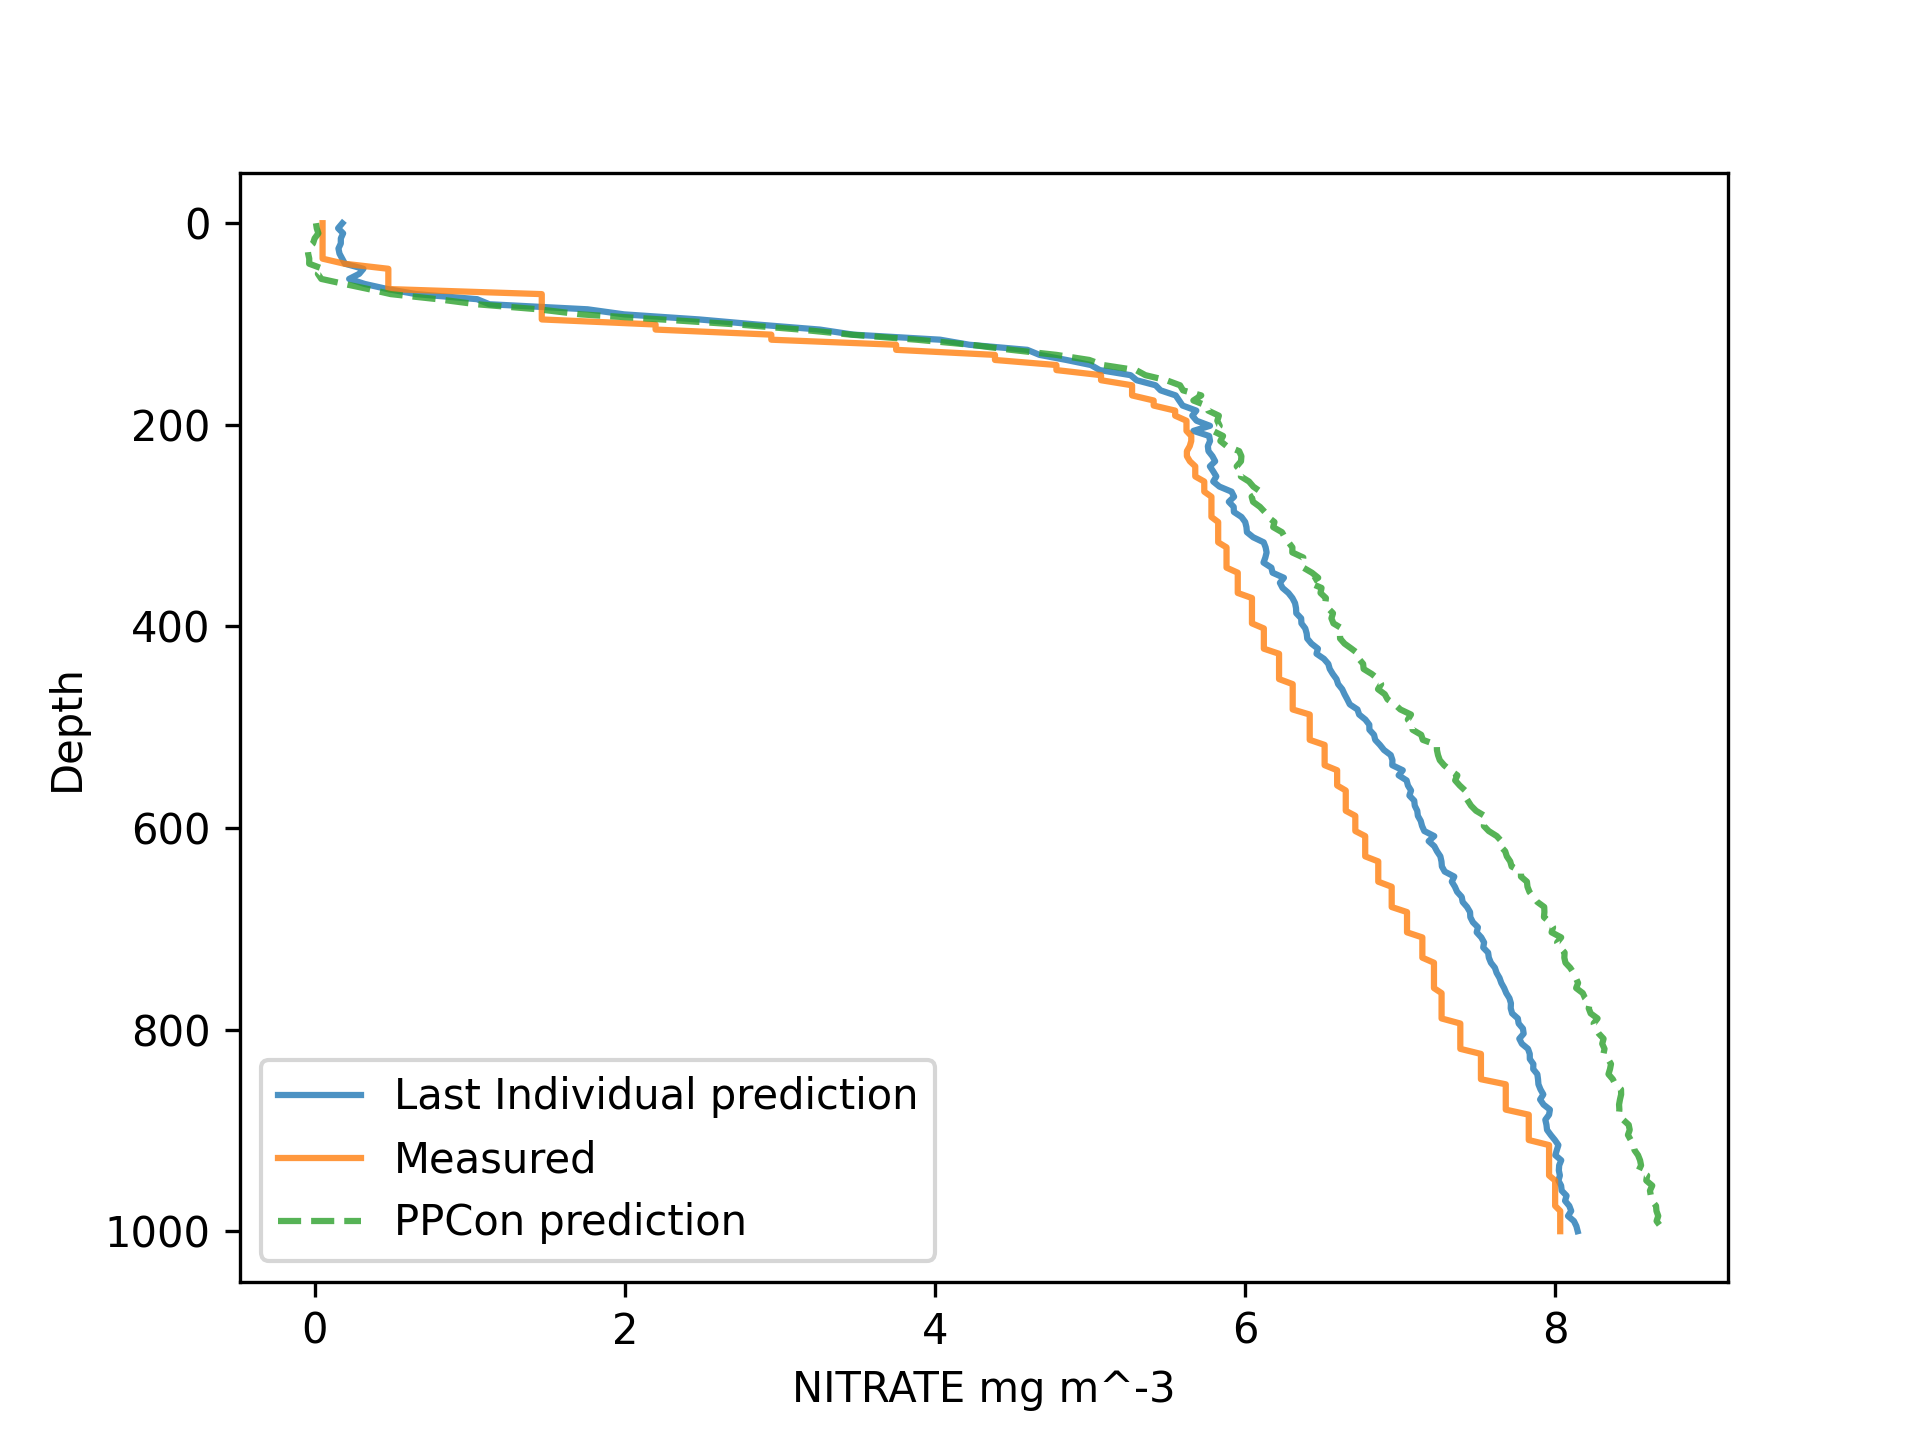 0
200
400
600
800
1000
Depth
Last Individual prediction
Measured
PPCon prediction
0 2 4 6 8
NITRATE mg m^-3